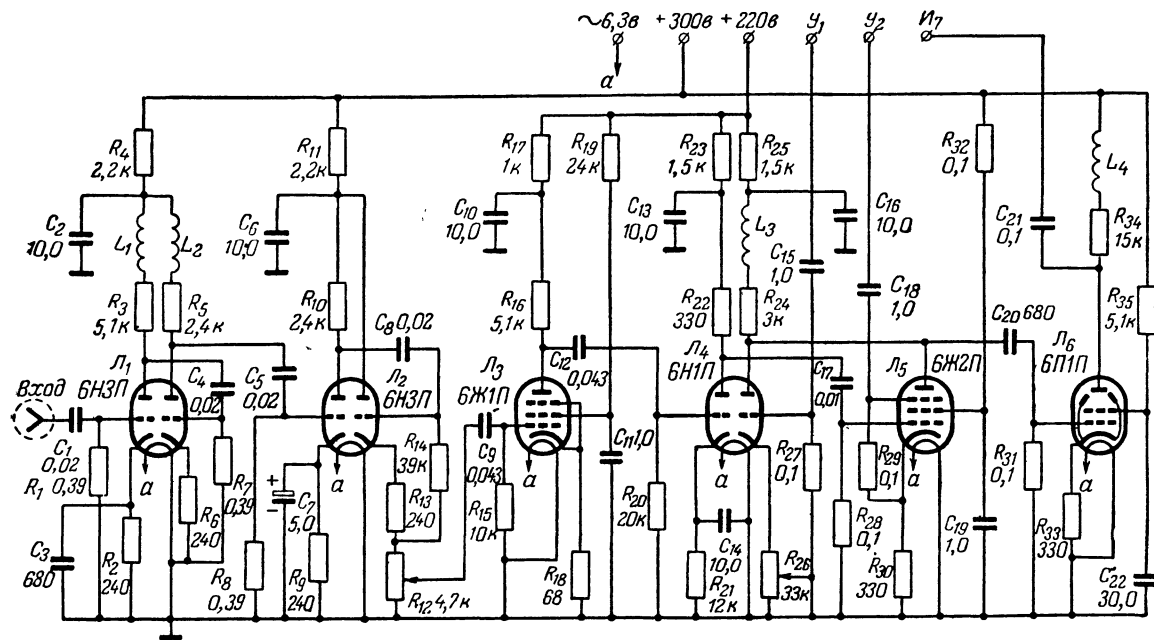 ~6,3в +300в +220в У₁ У₂ И₇
а
R₄
2,2к
R₁₁
2,2к
R₁₇
1к
R₁₉
24к
R₂₃
1,5к
R₂₅
1,5к
R₃₂
0,1
L₄
C₂
10,0
L₁
L₂
C₆
10,0
C₁₀
10,0
C₁₃
10,0
L₃
C₁₅
1,0
C₁₆
10,0
C₂₁
0,1
R₃₄
15к
R₃
5,1к
R₅
2,4к
R₁₀
2,4к
C₈ 0,02
R₁₆
5,1к
R₂₂
330
R₂₄
3к
C₁₈
1,0
C₂₀ 680
R₃₅
5,1к
Вход
Л₁
6Н3П
C₄
0,02
C₅
0,02
Л₂
6Н3П
Л₃
6Ж1П
C₁₂
0,043
Л₄
6Н1П
C₁₇
0,01
Л₅
6Ж2П
Л₆
6П1П
C₁
0,02
R₁
0,39
а
R₇
0,39
а
R₁₄
39к
C₉
0,043
а
C₁₁ 1,0
а
R₂₇
0,1
R₂₉
0,1
а
R₃₁
0,1
а
C₃
680
R₂
240
R₆
240
R₈
0,39
+
−
C₇
5,0
R₉
240
R₁₃
240
R₁₂ 4,7к
R₁₅
10к
R₁₈
68
R₂₀
20к
C₁₄
10,0
R₂₁
12к
R₂₆
33к
R₂₈
0,1
R₃₀
330
C₁₉
1,0
R₃₃
330
C₂₂
30,0